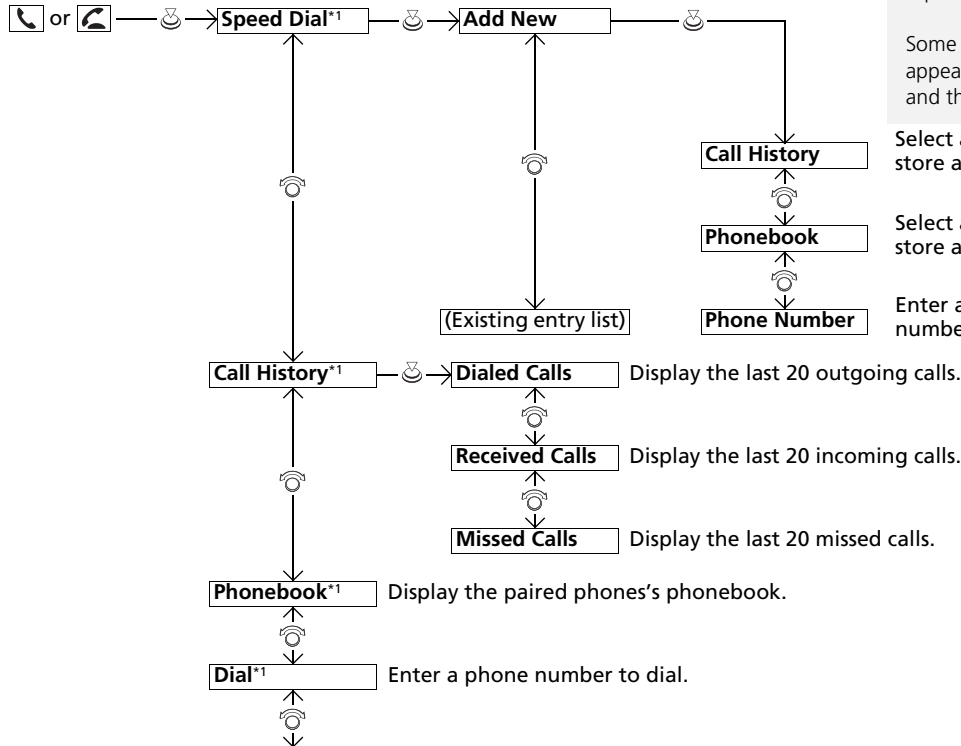 or Speed Dial*1 Add New
Some
appea
and th
Call History
Select a
store a
Phonebook
Select a
store a
(Existing entry list)
Phone Number
Enter a
number
Call History*1 Dialed Calls Display the last 20 outgoing calls.
Received Calls Display the last 20 incoming calls.
Missed Calls Display the last 20 missed calls.
Phonebook*1 Display the paired phones's phonebook.
Dial*1 Enter a phone number to dial.